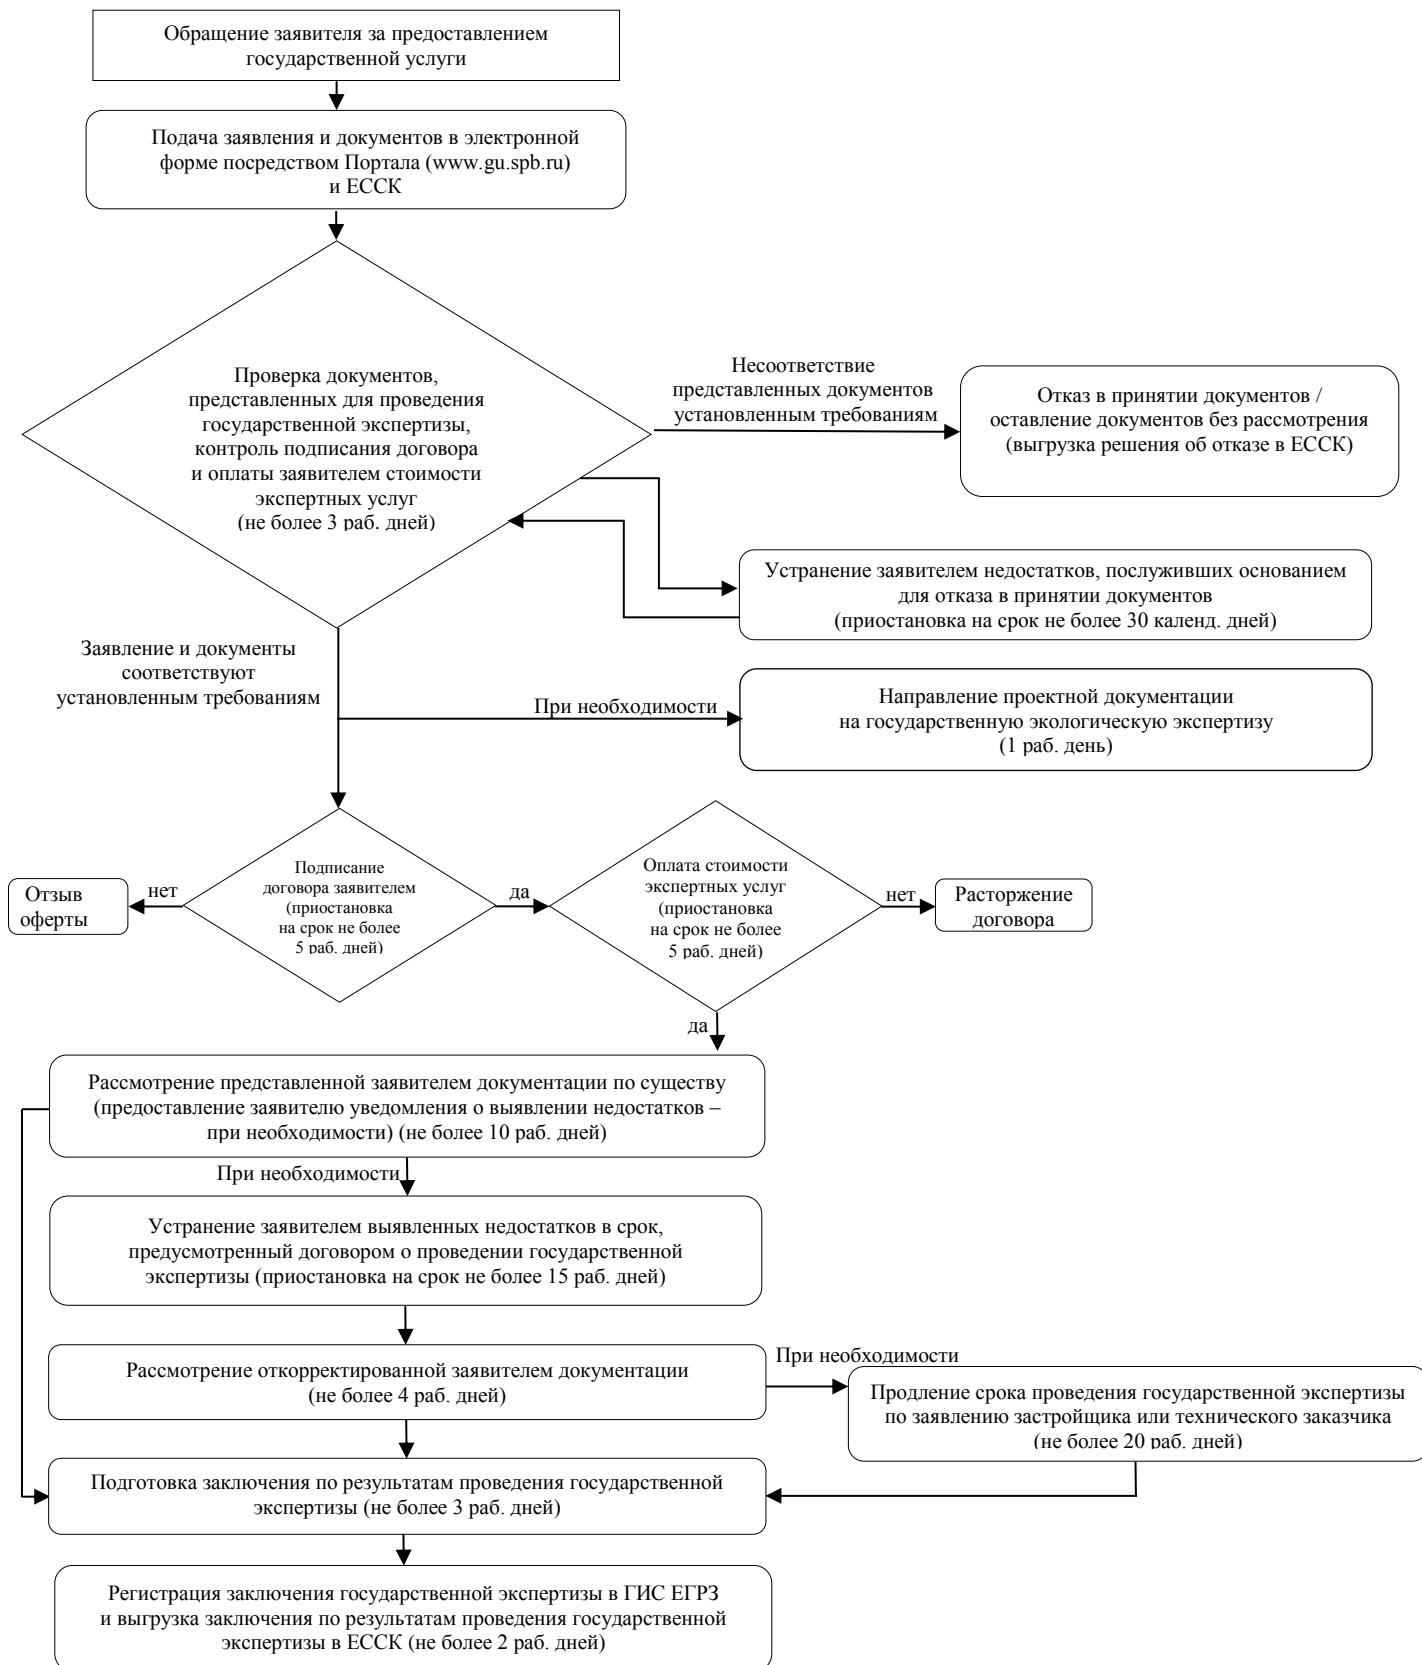 Обращение заявителя за предоставлением
государственной услуги
Подача заявления и документов в электронной
форме посредством Портала (www.gu.spb.ru)
и ЕССК
Проверка документов,
представленных для проведения
государственной экспертизы,
контроль подписания договора
и оплаты заявителем стоимости
экспертных услуг
(не более 3 раб. дней)
Несоответствие
представленных документов
установленным требованиям
Отказ в принятии документов /
оставление документов без рассмотрения
(выгрузка решения об отказе в ЕССК)
Устранение заявителем недостатков, послуживших основанием
для отказа в принятии документов
(приостановка на срок не более 30 календ. дней)
Заявление и документы
соответствуют
установленным требованиям
При необходимости
Направление проектной документации
на государственную экологическую экспертизу
(1 раб. день)
Отзыв
оферты
нет
Подписание
договора заявителем
(приостановка
на срок не более
5 раб. дней)
да
Оплата стоимости
экспертных услуг
(приостановка
на срок не более
5 раб. дней)
нет
Расторжение
договора
да
Рассмотрение представленной заявителем документации по существу
(предоставление заявителю уведомления о выявлении недостатков –
при необходимости) (не более 10 раб. дней)
При необходимости
Устранение заявителем выявленных недостатков в срок,
предусмотренный договором о проведении государственной
экспертизы (приостановка на срок не более 15 раб. дней)
Рассмотрение откорректированной заявителем документации
(не более 4 раб. дней)
При необходимости
Продление срока проведения государственной экспертизы
по заявлению застройщика или технического заказчика
(не более 20 раб. дней)
Подготовка заключения по результатам проведения государственной
экспертизы (не более 3 раб. дней)
Регистрация заключения государственной экспертизы в ГИС ЕГРЗ
и выгрузка заключения по результатам проведения государственной
экспертизы в ЕССК (не более 2 раб. дней)